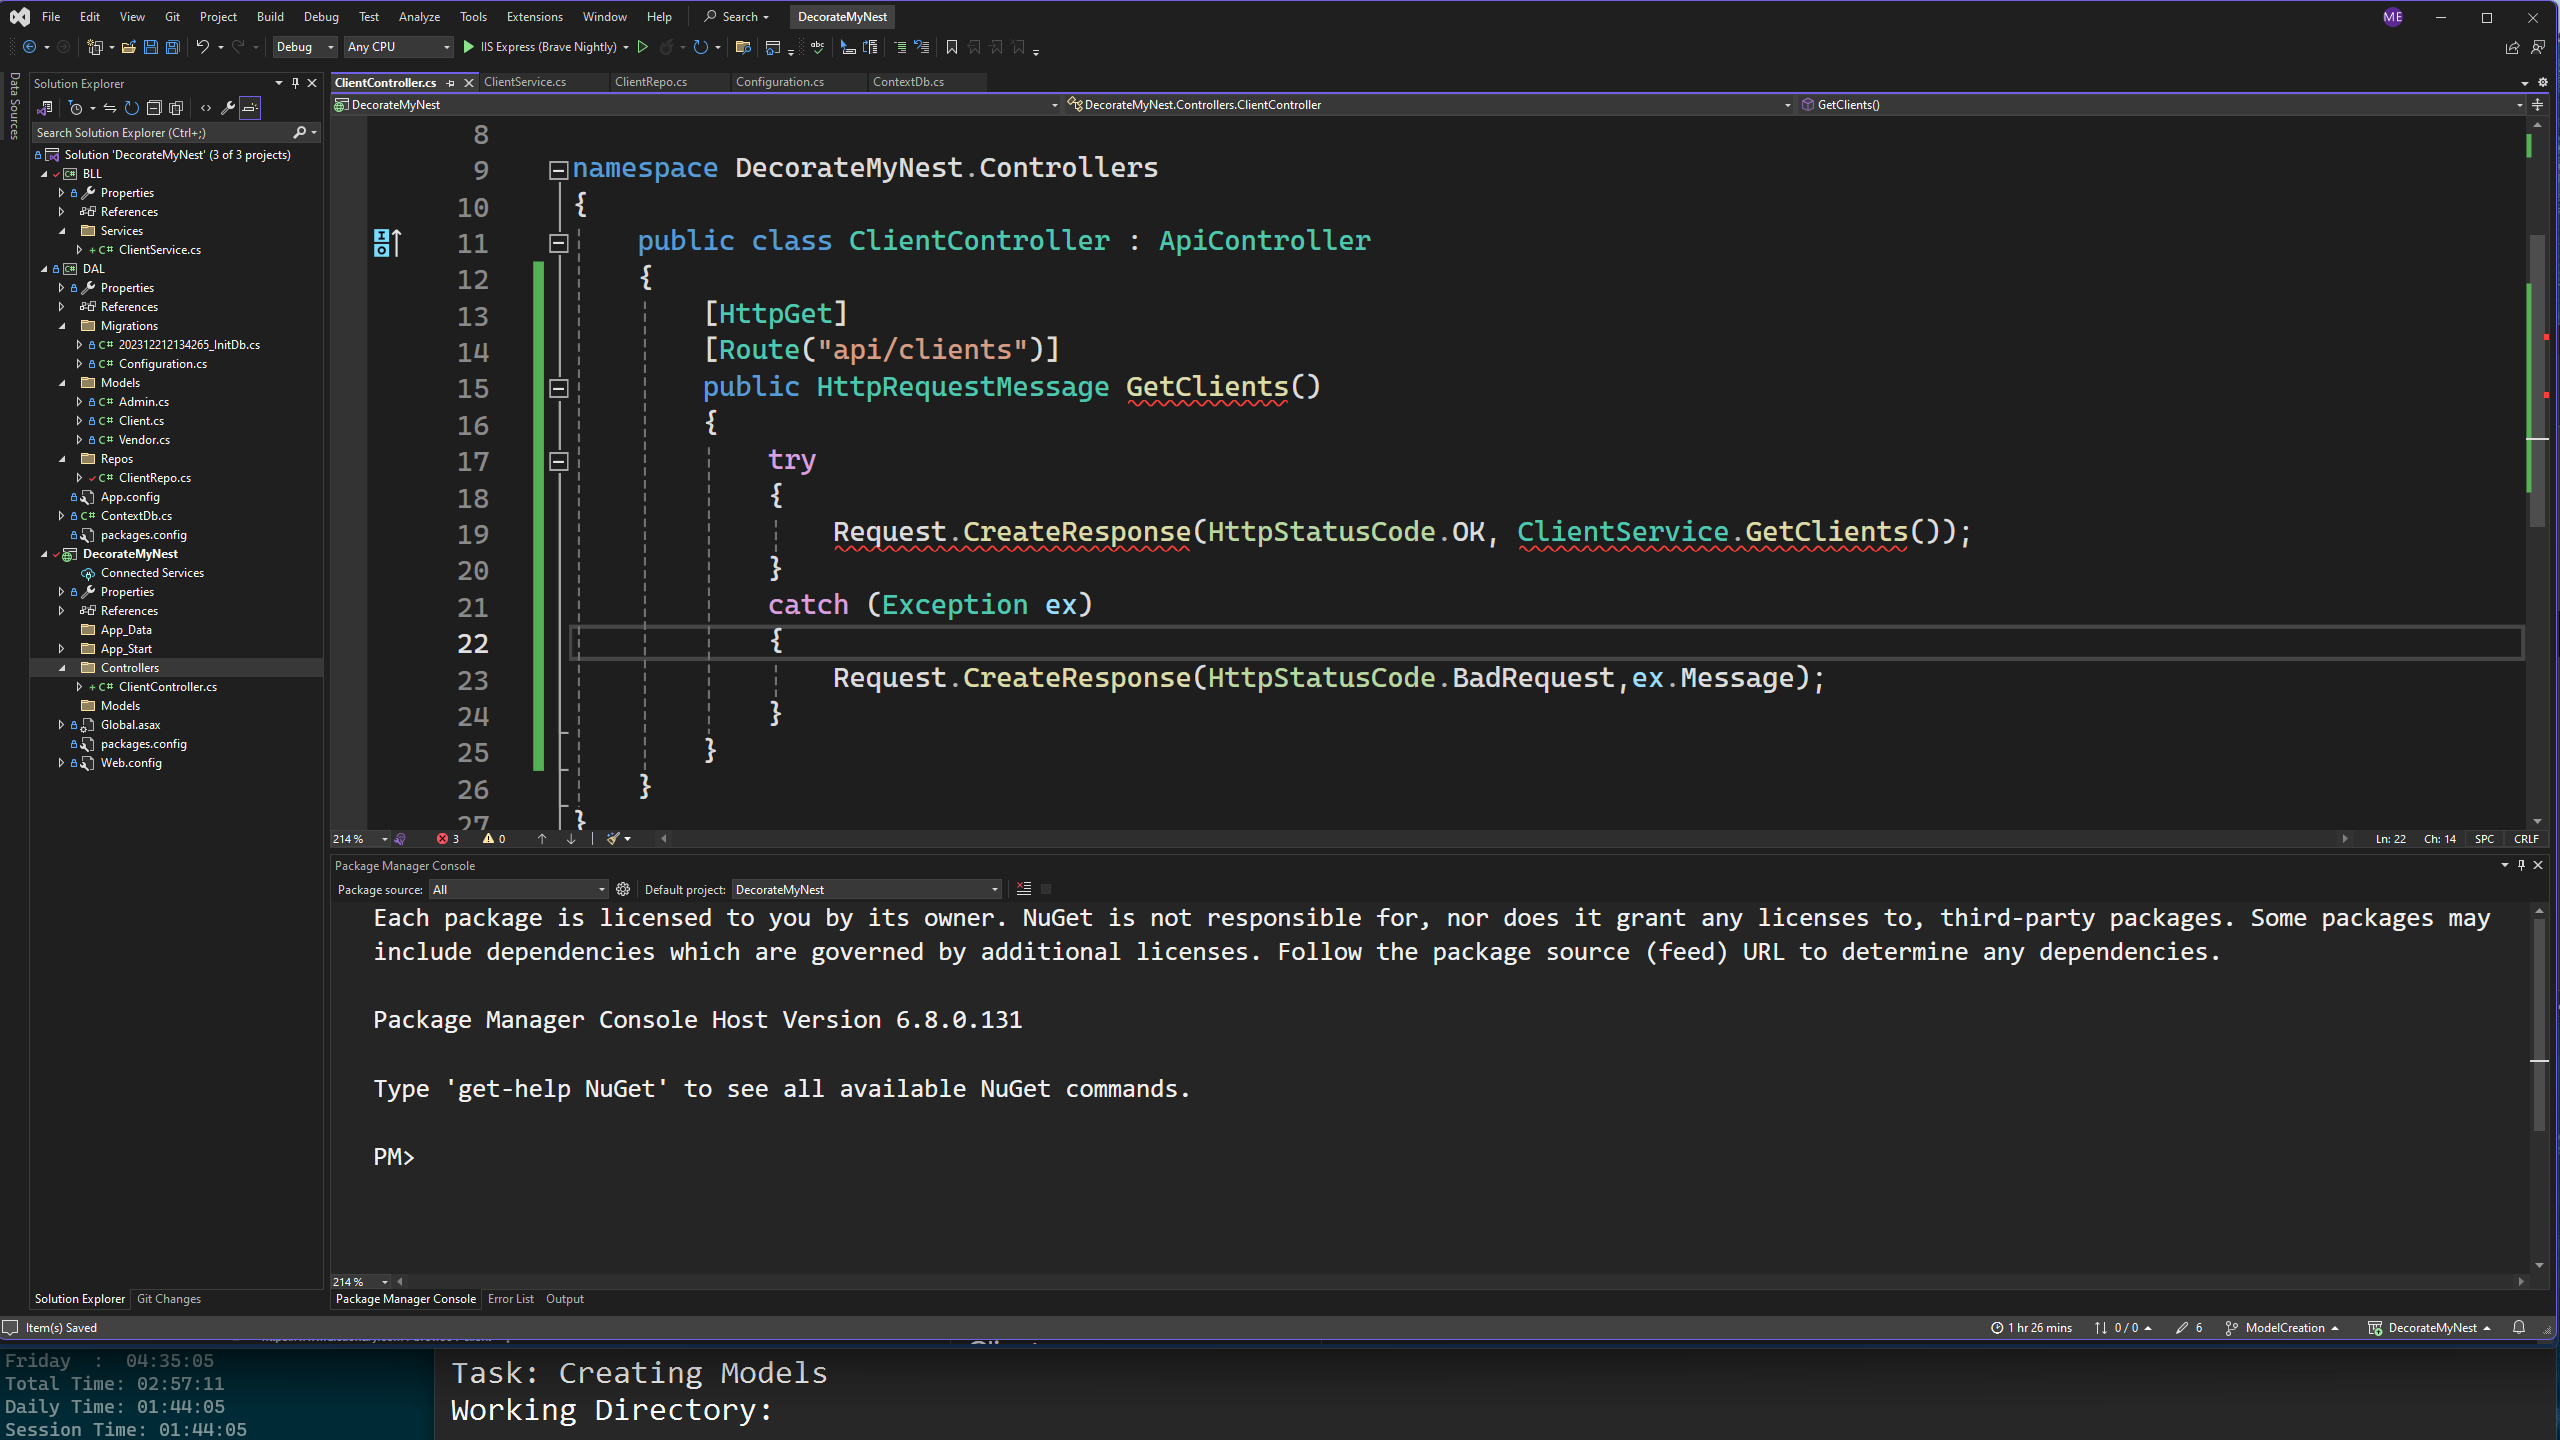 File Edit View Git Project Build Debug Test Analyze Tools Extensions Window Help Search DecorateMyNest ME
Debug Any CPU IIS Express (Brave Nightly)
Data Sources
Solution Explorer
Search Solution Explorer (Ctrl+;)
Solution 'DecorateMyNest' (3 of 3 projects)
BLL
Properties
References
Services
C# ClientService.cs
DAL
Properties
References
Migrations
C# 202312212134265_InitDb.cs
C# Configuration.cs
Models
C# Admin.cs
C# Client.cs
C# Vendor.cs
Repos
C# ClientRepo.cs
App.config
C# ContextDb.cs
packages.config
DecorateMyNest
Connected Services
Properties
References
App_Data
App_Start
Controllers
C# ClientController.cs
Models
Global.asax
packages.config
Web.config
Solution Explorer Git Changes
ClientController.cs ClientService.cs ClientRepo.cs Configuration.cs ContextDb.cs
DecorateMyNest DecorateMyNest.Controllers.ClientController GetClients()
8
9 namespace DecorateMyNest.Controllers
10 {
11 public class ClientController : ApiController
12 {
13 [HttpGet]
14 [Route("api/clients")]
15 public HttpRequestMessage GetClients()
16 {
17 try
18 {
19 Request.CreateResponse(HttpStatusCode.OK, ClientService.GetClients());
20 }
21 catch (Exception ex)
22 {
23 Request.CreateResponse(HttpStatusCode.BadRequest,ex.Message);
24 }
25 }
26 }
27 }
214 % 3 0 Ln: 22 Ch: 14 SPC CRLF
Package Manager Console
Package source: All Default project: DecorateMyNest
Each package is licensed to you by its owner. NuGet is not responsible for, nor does it grant any licenses to, third-party packages. Some packages may
include dependencies which are governed by additional licenses. Follow the package source (feed) URL to determine any dependencies.
Package Manager Console Host Version 6.8.0.131
Type 'get-help NuGet' to see all available NuGet commands.
PM>
214 %
Package Manager Console Error List Output
Item(s) Saved 1 hr 26 mins 0 / 0 6 ModelCreation DecorateMyNest
Friday : 04:35:05
Total Time: 02:57:11
Daily Time: 01:44:05
Session Time: 01:44:05
Task: Creating Models
Working Directory: